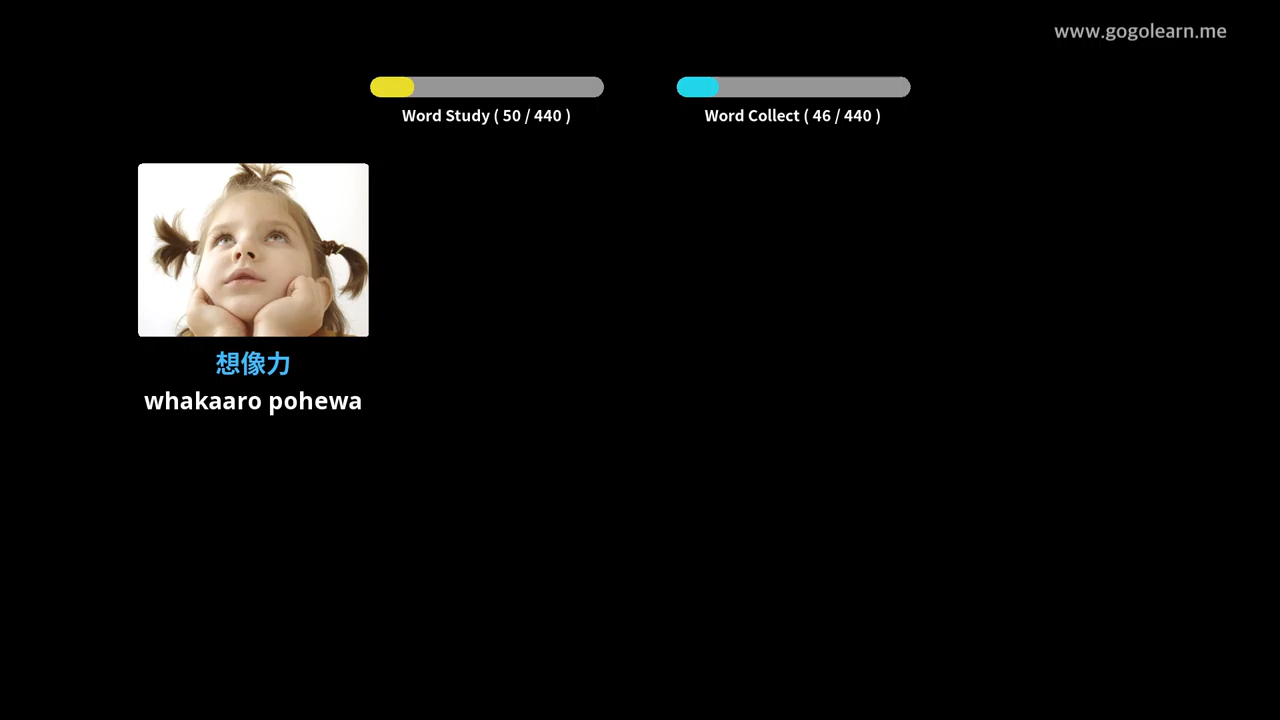 www.gogolearn.me
Word Study ( 50 / 440 )
Word Collect ( 46 / 440 )
想像力
whakaaro pohewa